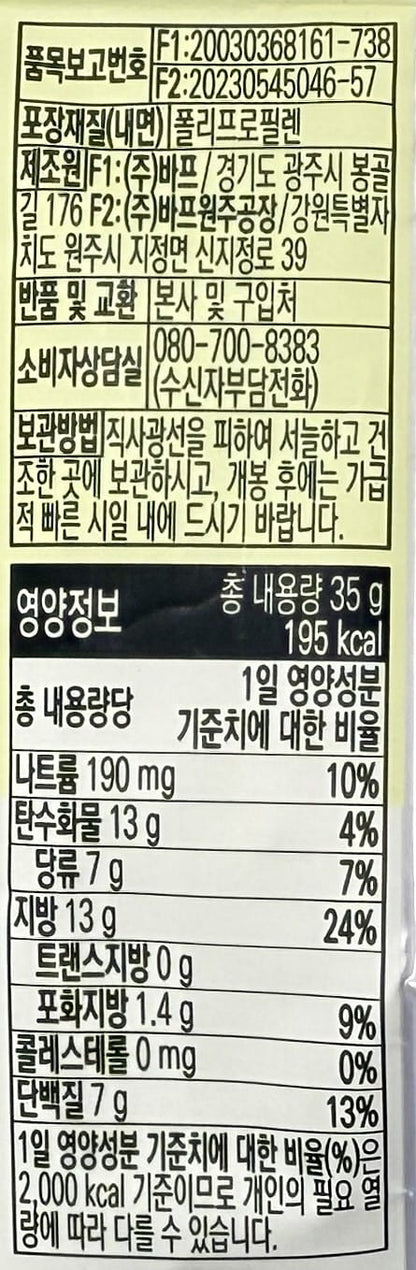 품목보고번호 F1:20030368161-738
F2:20230545046-57
포장재질(내면) 폴리프로필렌
제조원 F1:(주)바프/경기도 광주시 봉골
길 176 F2:(주)바프원주공장/강원특별자
치도 원주시 지정면 신지정로 39
반품 및 교환 본사 및 구입처
소비자상담실 080-700-8383
(수신자부담전화)
보관방법 직사광선을 피하여 서늘하고 건
조한 곳에 보관하시고, 개봉 후에는 가급
적 빠른 시일 내에 드시기 바랍니다.
영양정보 총 내용량 35 g
195 kcal
총 내용량당 1일 영양성분
기준치에 대한 비율
나트륨 190 mg 10%
탄수화물 13 g 4%
당류 7 g 7%
지방 13 g 24%
트랜스지방 0 g
포화지방 1.4 g 9%
콜레스테롤 0 mg 0%
단백질 7 g 13%
1일 영양성분 기준치에 대한 비율(%)은
2,000 kcal 기준이므로 개인의 필요 열
량에 따라 다를 수 있습니다.